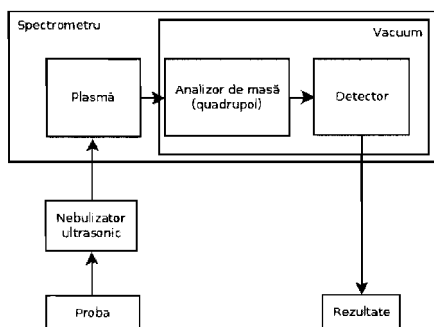 Spectrometru
Vacuum
Plasmă
Analizor de masă
(quadrupol)
Detector
Nebulizator
ultrasonic
Proba
Rezultate